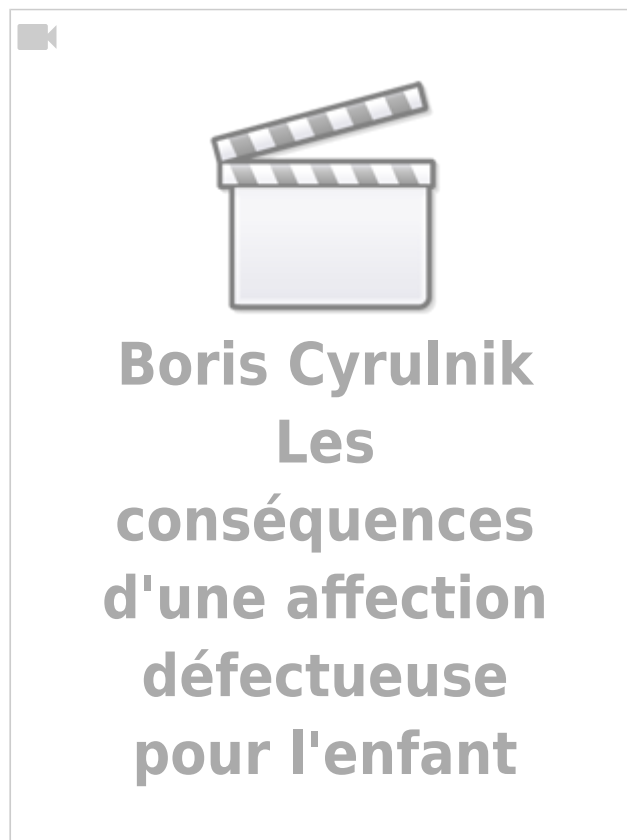 Boris Cyrulnik
Les
conséquences
d'une affection
défectueuse
pour l'enfant